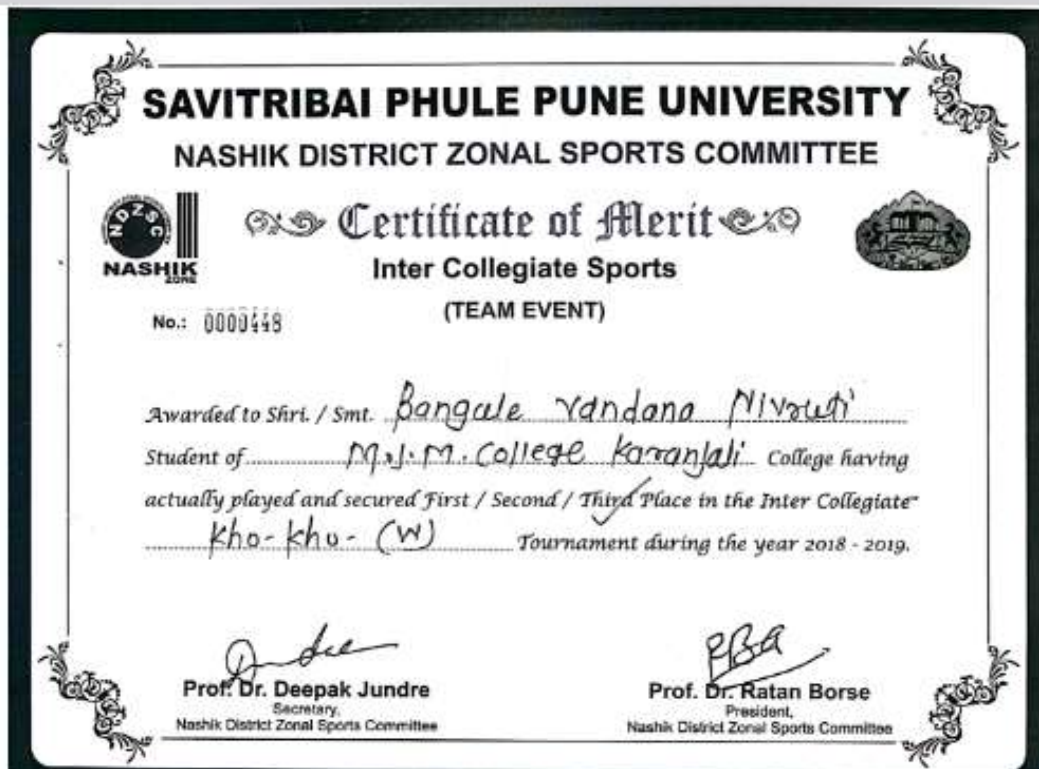 SAVITRIBAI PHULE PUNE UNIVERSITY
NASHIK DISTRICT ZONAL SPORTS COMMITTEE
NDZSC
NASHIK
ZONE
Certificate of Merit
Inter Collegiate Sports
(TEAM EVENT)
No.: 0000448
Awarded to Shri. / Smt. Bangale Vandana Nivruti
Student of M.J.M. College Karanjali College having
actually played and secured First / Second / Third Place in the Inter Collegiate
Kho-kho- (W) Tournament during the year 2018 - 2019.
Prof. Dr. Deepak Jundre
Secretary,
Nashik District Zonal Sports Committee
Prof. Dr. Ratan Borse
President,
Nashik District Zonal Sports Committee